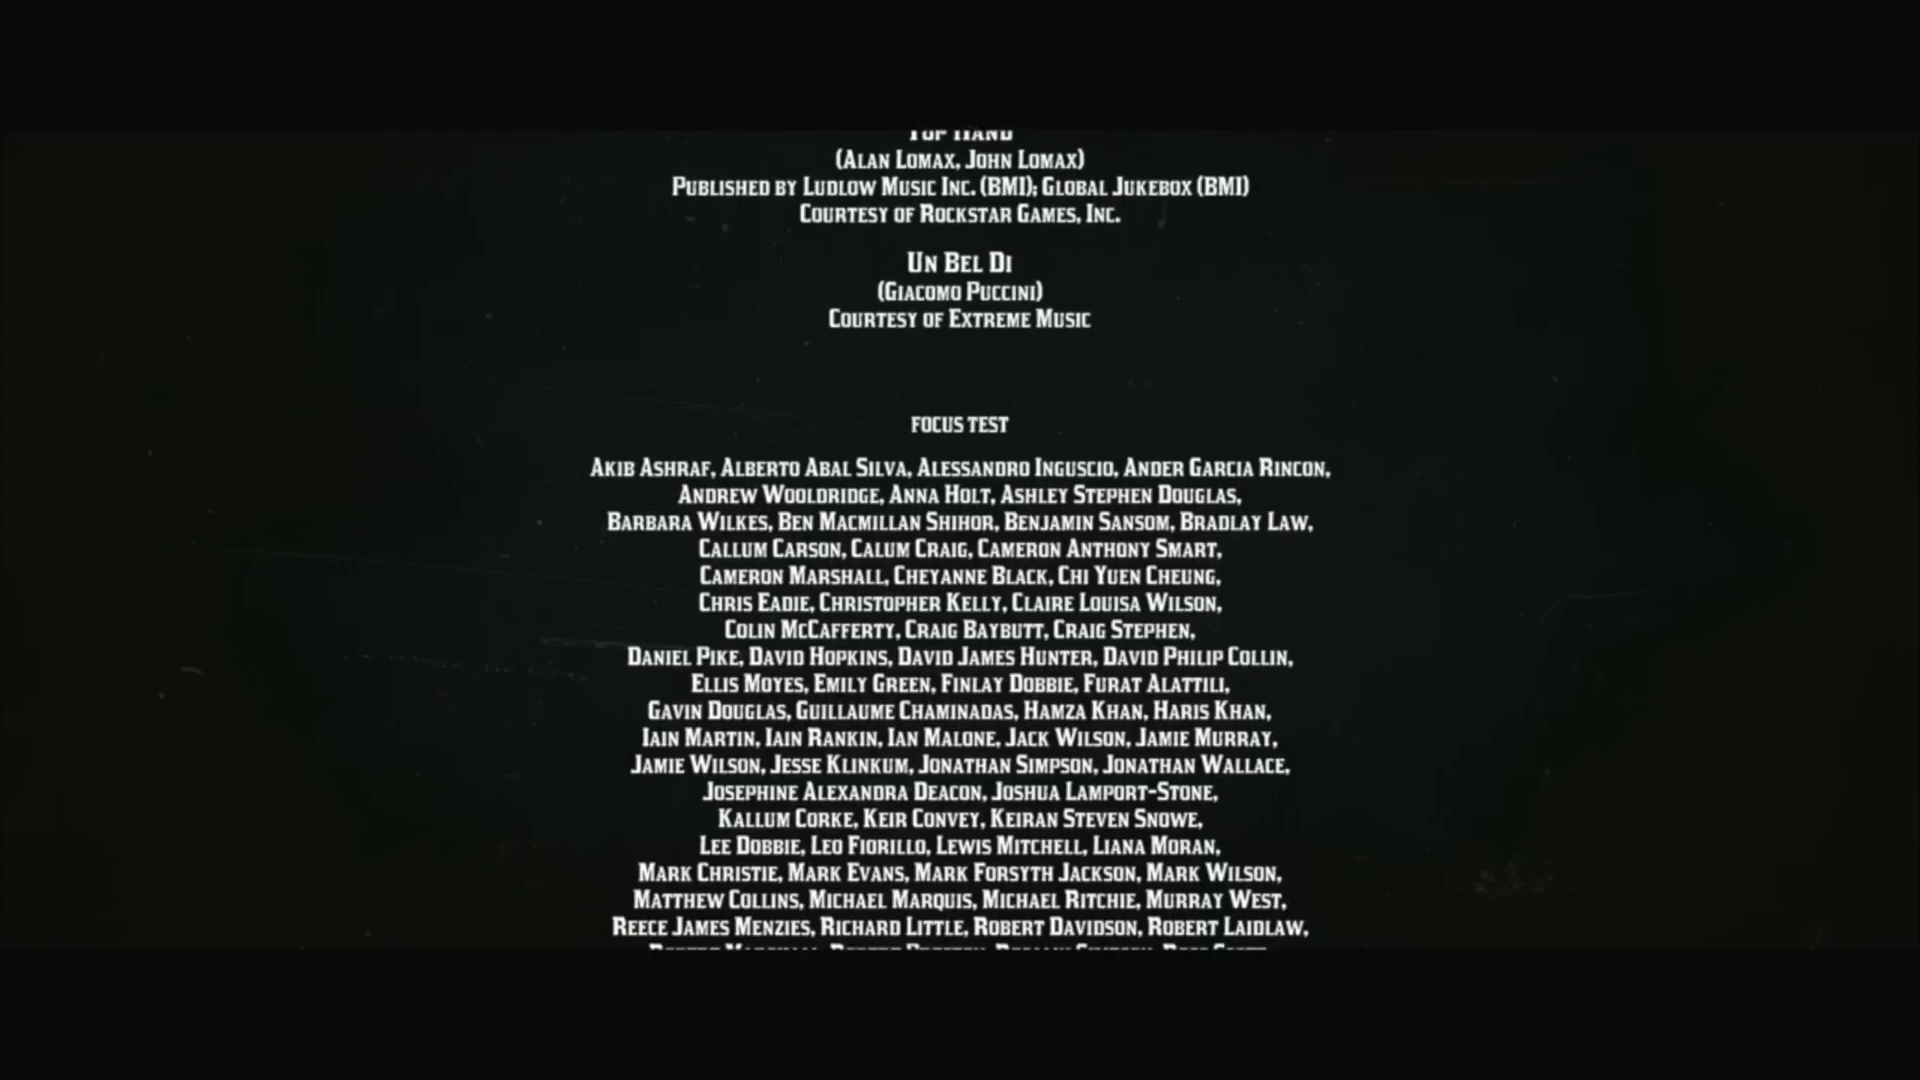 TOP HAND
(ALAN LOMAX, JOHN LOMAX)
PUBLISHED BY LUDLOW MUSIC INC. (BMI); GLOBAL JUKEBOX (BMI)
COURTESY OF ROCKSTAR GAMES, INC.
UN BEL DI
(GIACOMO PUCCINI)
COURTESY OF EXTREME MUSIC
FOCUS TEST
AKIB ASHRAF, ALBERTO ABAL SILVA, ALESSANDRO INGUSCIO, ANDER GARCIA RINCON,
ANDREW WOOLDRIDGE, ANNA HOLT, ASHLEY STEPHEN DOUGLAS,
BARBARA WILKES, BEN MACMILLAN SHIHOR, BENJAMIN SANSOM, BRADLAY LAW,
CALLUM CARSON, CALUM CRAIG, CAMERON ANTHONY SMART,
CAMERON MARSHALL, CHEYANNE BLACK, CHI YUEN CHEUNG,
CHRIS EADIE, CHRISTOPHER KELLY, CLAIRE LOUISA WILSON,
COLIN MCCAFFERTY, CRAIG BAYBUTT, CRAIG STEPHEN,
DANIEL PIKE, DAVID HOPKINS, DAVID JAMES HUNTER, DAVID PHILIP COLLIN,
ELLIS MOYES, EMILY GREEN, FINLAY DOBBIE, FURAT ALATTILI,
GAVIN DOUGLAS, GUILLAUME CHAMINADAS, HAMZA KHAN, HARIS KHAN,
IAIN MARTIN, IAIN RANKIN, IAN MALONE, JACK WILSON, JAMIE MURRAY,
JAMIE WILSON, JESSE KLINKUM, JONATHAN SIMPSON, JONATHAN WALLACE,
JOSEPHINE ALEXANDRA DEACON, JOSHUA LAMPORT-STONE,
KALLUM CORKE, KEIR CONVEY, KEIRAN STEVEN SNOWE,
LEE DOBBIE, LEO FIORILLO, LEWIS MITCHELL, LIANA MORAN,
MARK CHRISTIE, MARK EVANS, MARK FORSYTH JACKSON, MARK WILSON,
MATTHEW COLLINS, MICHAEL MARQUIS, MICHAEL RITCHIE, MURRAY WEST,
REECE JAMES MENZIES, RICHARD LITTLE, ROBERT DAVIDSON, ROBERT LAIDLAW,